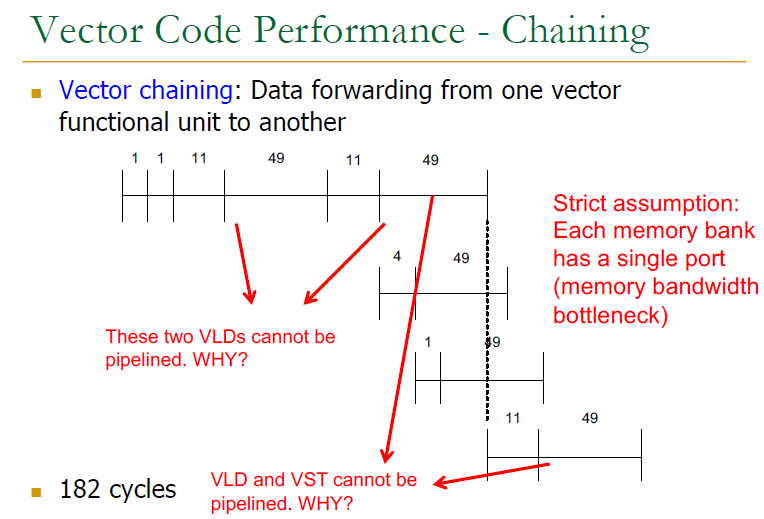 Vector Code Performance - Chaining
Vector chaining: Data forwarding from one vector
functional unit to another
1 1 11 49 11 49
Strict assumption:
Each memory bank
has a single port
(memory bandwidth
bottleneck)
4 49
These two VLDs cannot be
pipelined. WHY?
1 49
11 49
182 cycles
VLD and VST cannot be
pipelined. WHY?